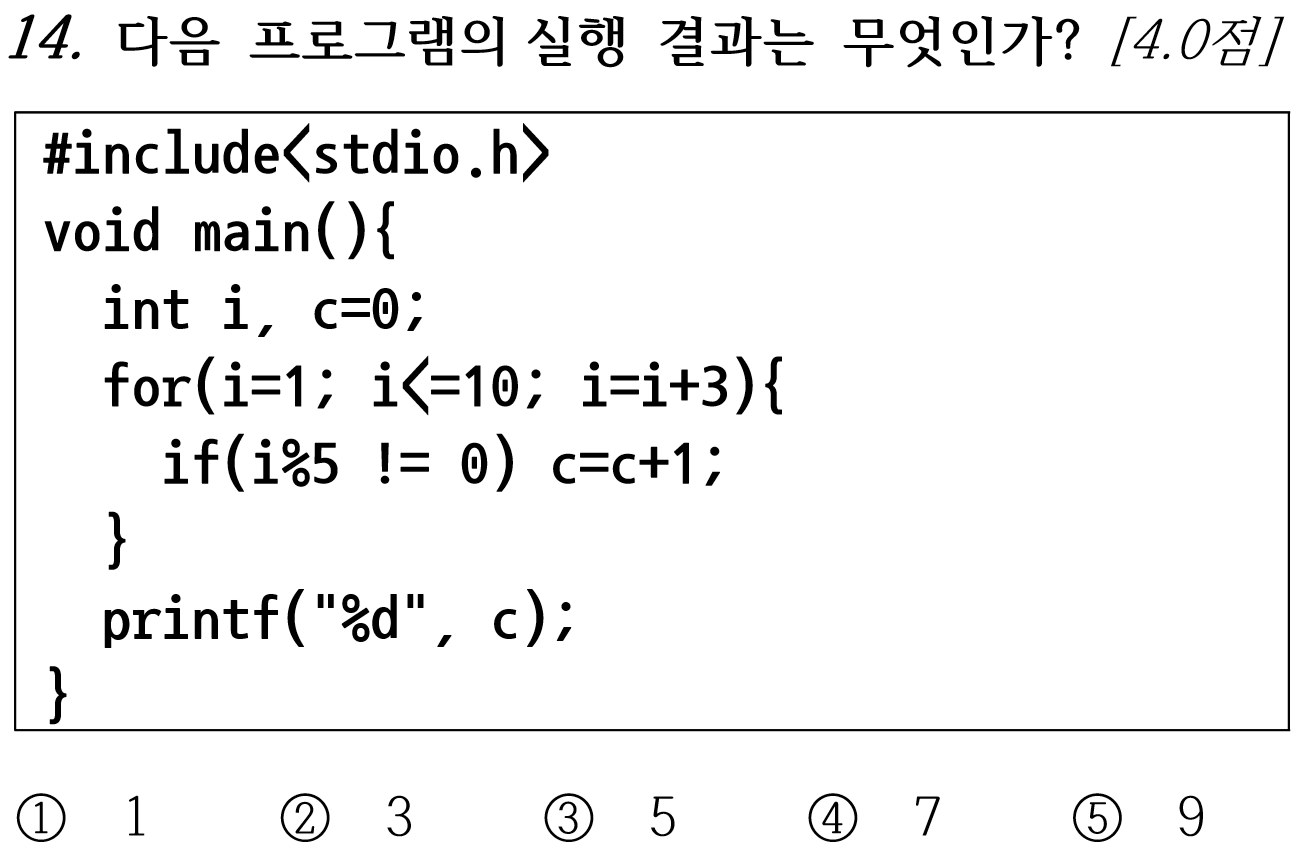 14. 다음 프로그램의 실행 결과는 무엇인가? [4.0점]
#include<stdio.h>
void main(){
  int i, c=0;
  for(i=1; i<=10; i=i+3){
    if(i%5 != 0) c=c+1;
  }
  printf("%d", c);
}
① 1 ② 3 ③ 5 ④ 7 ⑤ 9